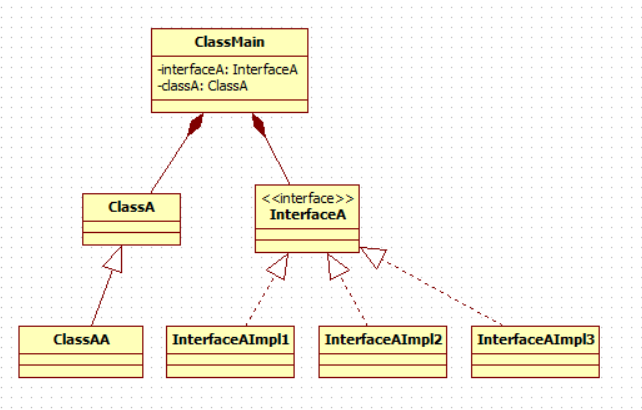 ClassMain
-interfaceA: InterfaceA
-classA: ClassA
ClassA
<<interface>>
InterfaceA
ClassAA
InterfaceAImpl1
InterfaceAImpl2
InterfaceAImpl3